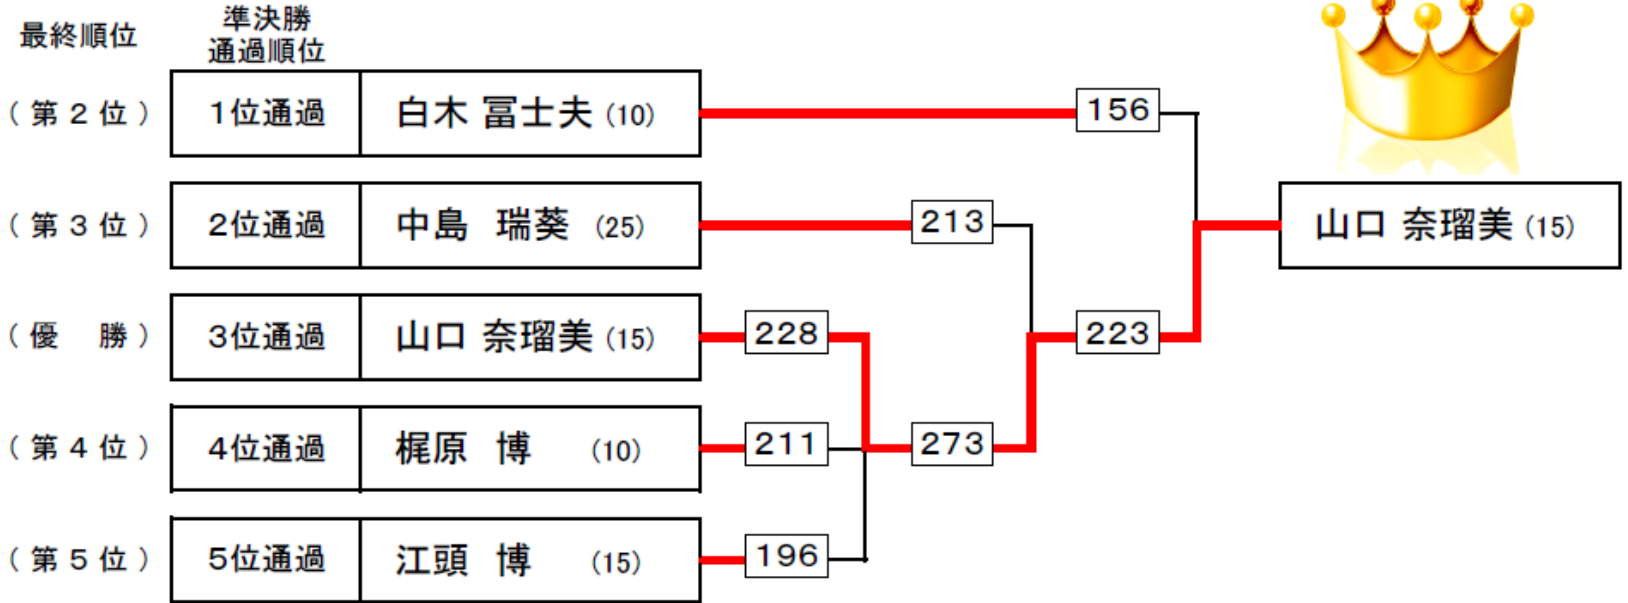 最終順位
準決勝
通過順位
(第2位) 1位通過 白木 冨士夫 (10) 156
(第3位) 2位通過 中島 瑞葵 (25) 213 山口 奈瑠美 (15)
(優 勝) 3位通過 山口 奈瑠美 (15) 228 223
(第4位) 4位通過 梶原 博 (10) 211 273
(第5位) 5位通過 江頭 博 (15) 196